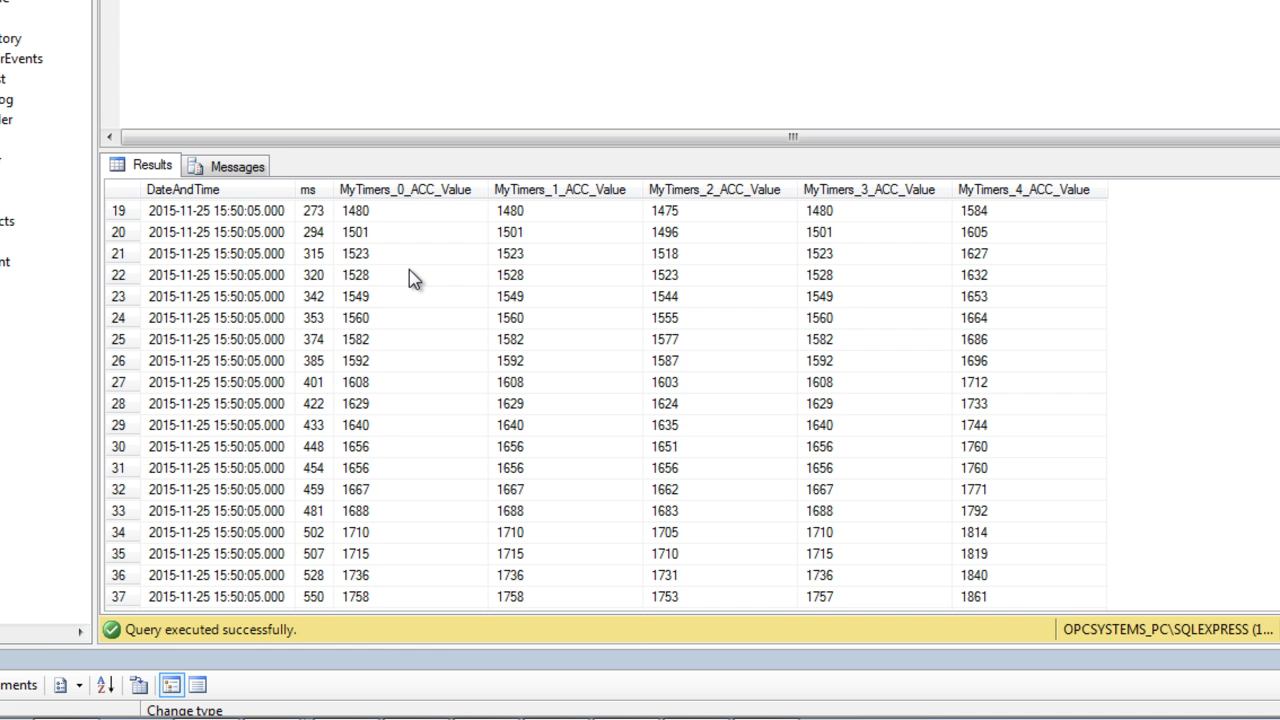 tory
rEvents
st
og
der
cts
nt
Results Messages
DateAndTime ms MyTimers_0_ACC_Value MyTimers_1_ACC_Value MyTimers_2_ACC_Value MyTimers_3_ACC_Value MyTimers_4_ACC_Value
19 2015-11-25 15:50:05.000 273 1480 1480 1475 1480 1584
20 2015-11-25 15:50:05.000 294 1501 1501 1496 1501 1605
21 2015-11-25 15:50:05.000 315 1523 1523 1518 1523 1627
22 2015-11-25 15:50:05.000 320 1528 1528 1523 1528 1632
23 2015-11-25 15:50:05.000 342 1549 1549 1544 1549 1653
24 2015-11-25 15:50:05.000 353 1560 1560 1555 1560 1664
25 2015-11-25 15:50:05.000 374 1582 1582 1577 1582 1686
26 2015-11-25 15:50:05.000 385 1592 1592 1587 1592 1696
27 2015-11-25 15:50:05.000 401 1608 1608 1603 1608 1712
28 2015-11-25 15:50:05.000 422 1629 1629 1624 1629 1733
29 2015-11-25 15:50:05.000 433 1640 1640 1635 1640 1744
30 2015-11-25 15:50:05.000 448 1656 1656 1651 1656 1760
31 2015-11-25 15:50:05.000 454 1656 1656 1656 1656 1760
32 2015-11-25 15:50:05.000 459 1667 1667 1662 1667 1771
33 2015-11-25 15:50:05.000 481 1688 1688 1683 1688 1792
34 2015-11-25 15:50:05.000 502 1710 1710 1705 1710 1814
35 2015-11-25 15:50:05.000 507 1715 1715 1710 1715 1819
36 2015-11-25 15:50:05.000 528 1736 1736 1731 1736 1840
37 2015-11-25 15:50:05.000 550 1758 1758 1753 1757 1861
Query executed successfully. OPCSYSTEMS_PC\SQLEXPRESS (1...
ments
Change type